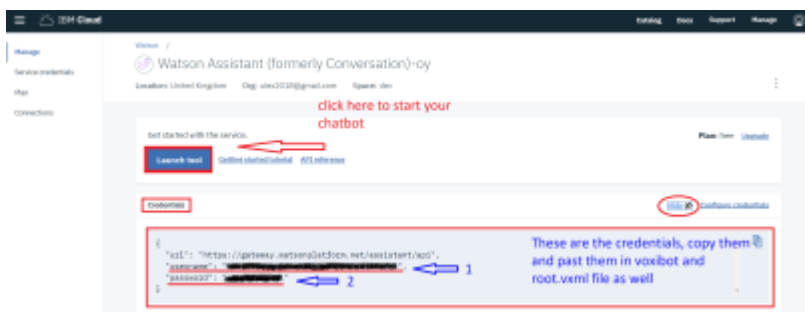 IBM Cloud
Catalog Docs Support Manage
Manage
Service credentials
Plan
Connections
Watson /
Watson Assistant (formerly Conversation)-oy
Location: United Kingdom Org: Space: dev
click here to start your
chatbot
Get started with the service.
Plan: Upgrade
Launch tool Getting started tutorial API reference
Credentials
Hide Configure credentials
{
"url": "https://gateway.watsonplatform.net/assistant/api",
"username": "
"password": "
}
1
2
These are the credentials, copy them
and past them in voxibot and
root.vxml file as well